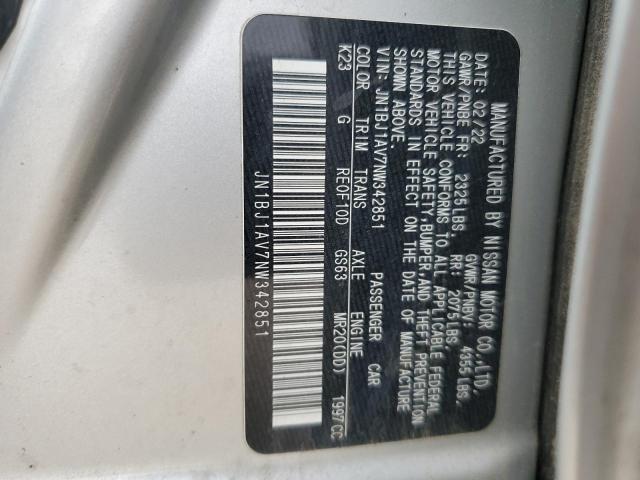 MANUFACTURED BY NISSAN MOTOR CO.,LTD.
DATE: 02/22 GVWR/PNBV: 4355LBS.
GAWR/PNBE FR: 2325LBS. RR: 2075LBS.
THIS VEHICLE CONFORMS TO ALL APPLICABLE FEDERAL
MOTOR VEHICLE SAFETY,BUMPER,AND THEFT PREVENTION
STANDARDS IN EFFECT ON THE DATE OF MANUFACTURE
SHOWN ABOVE.
VIN: JN1BJ1AV7NW342851 PASSENGER CAR
COLOR TRIM TRANS AXLE ENGINE
K23 G RE0F10D GS63 MR20(DD) 1997CC
JN1BJ1AV7NW342851